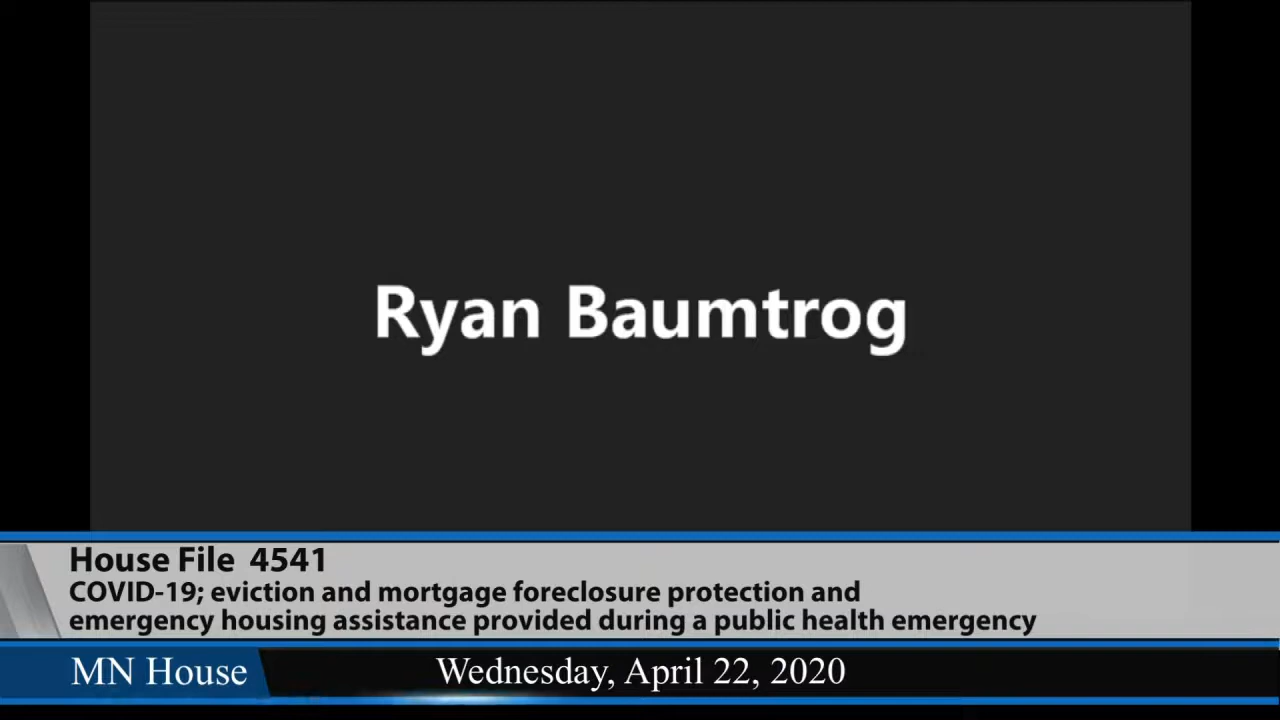 Ryan Baumtrog
House File 4541
COVID-19; eviction and mortgage foreclosure protection and
emergency housing assistance provided during a public health emergency
MN House
Wednesday, April 22, 2020